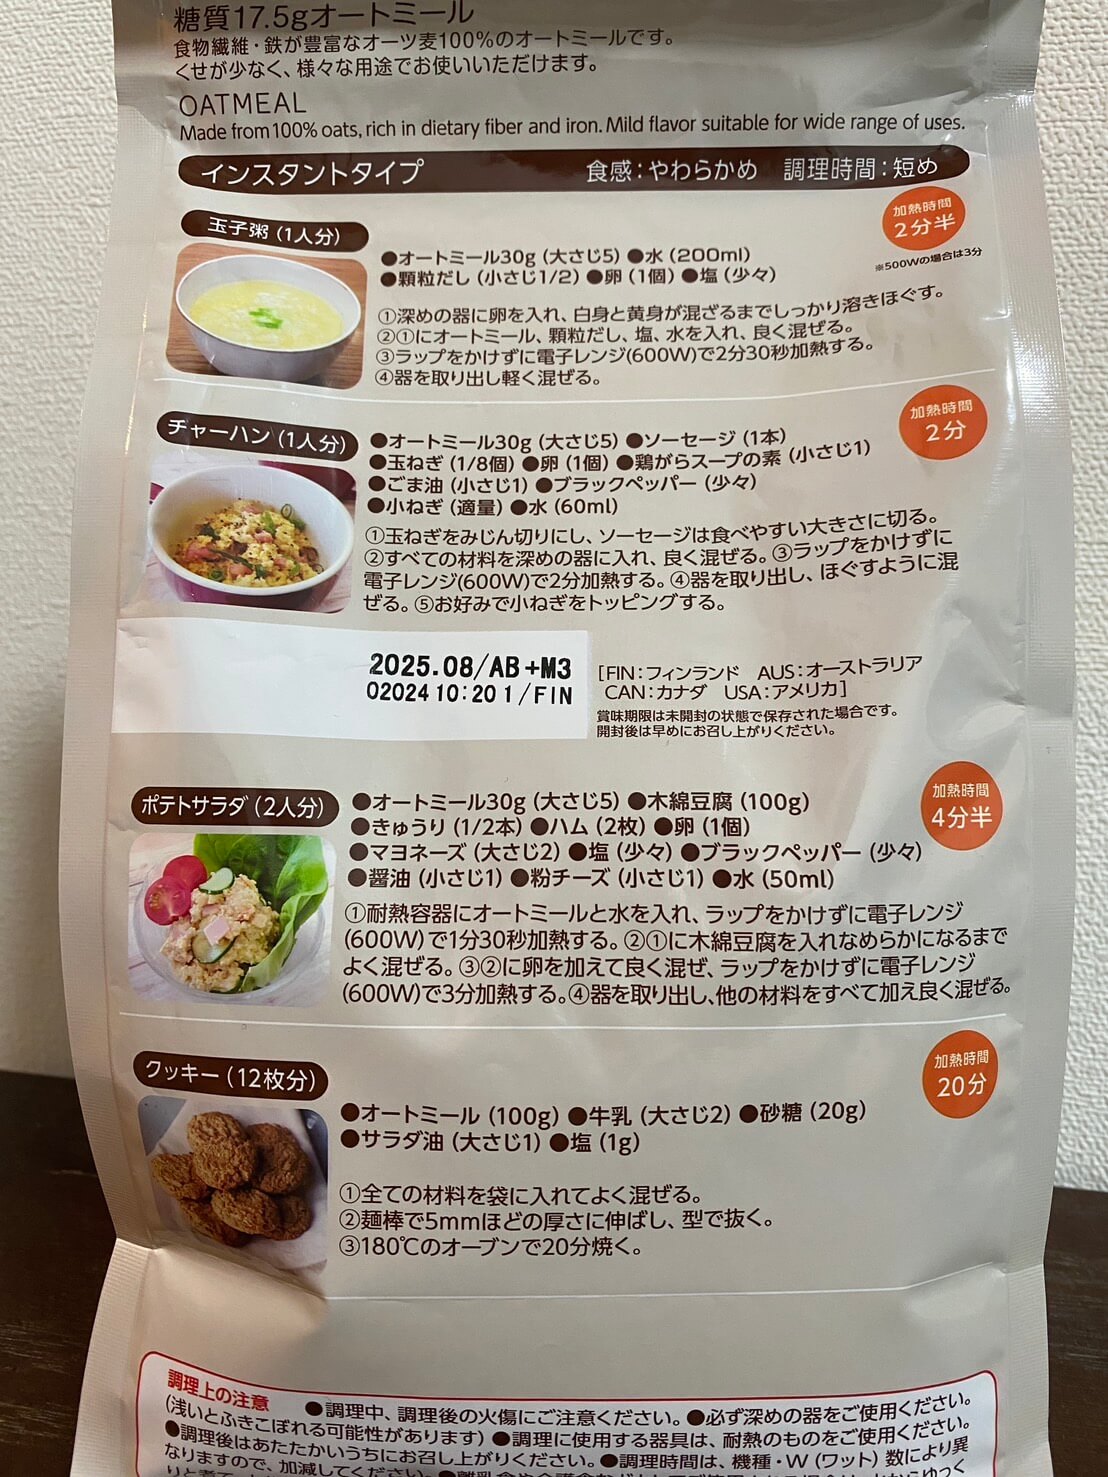 糖質17.5gオートミール
食物繊維・鉄が豊富なオーツ麦100%のオートミールです。
くせが少なく、様々な用途でお使いいただけます。
OATMEAL
Made from 100% oats, rich in dietary fiber and iron. Mild flavor suitable for wide range of uses.
インスタントタイプ 食感：やわらかめ 調理時間：短め
玉子粥（1人分）
加熱時間
2分半
※500Wの場合は3分
●オートミール30g（大さじ5）●水（200ml）
●顆粒だし（小さじ1/2）●卵（1個）●塩（少々）
①深めの器に卵を入れ、白身と黄身が混ざるまでしっかり溶きほぐす。
②①にオートミール、顆粒だし、塩、水を入れ、良く混ぜる。
③ラップをかけずに電子レンジ(600W)で2分30秒加熱する。
④器を取り出し軽く混ぜる。
チャーハン（1人分）
加熱時間
2分
●オートミール30g（大さじ5）●ソーセージ（1本）
●玉ねぎ（1/8個）●卵（1個）●鶏がらスープの素（小さじ1）
●ごま油（小さじ1）●ブラックペッパー（少々）
●小ねぎ（適量）●水（60ml）
①玉ねぎをみじん切りにし、ソーセージは食べやすい大きさに切る。
②すべての材料を深めの器に入れ、良く混ぜる。③ラップをかけずに
電子レンジ(600W)で2分加熱する。④器を取り出し、ほぐすように混
ぜる。⑤お好みで小ねぎをトッピングする。
2025.08/AB+M3
O2024 10:20 1/FIN
[FIN：フィンランド AUS：オーストラリア
CAN：カナダ USA：アメリカ]
賞味期限は未開封の状態で保存された場合です。
開封後は早めにお召し上がりください。
ポテトサラダ（2人分）
加熱時間
4分半
●オートミール30g（大さじ5）●木綿豆腐（100g）
●きゅうり（1/2本）●ハム（2枚）●卵（1個）
●マヨネーズ（大さじ2）●塩（少々）●ブラックペッパー（少々）
●醤油（小さじ1）●粉チーズ（小さじ1）●水（50ml）
①耐熱容器にオートミールと水を入れ、ラップをかけずに電子レンジ
(600W)で1分30秒加熱する。②①に木綿豆腐を入れなめらかになるまで
よく混ぜる。③②に卵を加えて良く混ぜ、ラップをかけずに電子レンジ
(600W)で3分加熱する。④器を取り出し、他の材料をすべて加え良く混ぜる。
クッキー（12枚分）
加熱時間
20分
●オートミール（100g）●牛乳（大さじ2）●砂糖（20g）
●サラダ油（大さじ1）●塩（1g）
①全ての材料を袋に入れてよく混ぜる。
②麺棒で5mmほどの厚さに伸ばし、型で抜く。
③180℃のオーブンで20分焼く。
調理上の注意 ●調理中、調理後の火傷にご注意ください。●必ず深めの器をご使用ください。
(浅いとふきこぼれる可能性があります）●調理に使用する器具は、耐熱のものをご使用ください。
●調理後はあたたかいうちにお召し上がりください。●調理時間は、機種・W（ワット）数により異
なりますので、加減してください。